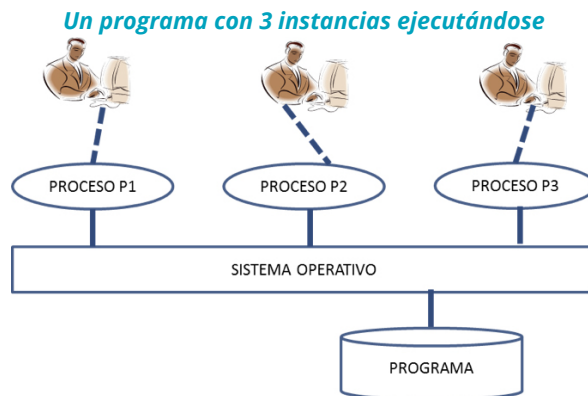 Un programa con 3 instancias ejecutándose
PROCESO P1
PROCESO P2
PROCESO P3
SISTEMA OPERATIVO
PROGRAMA